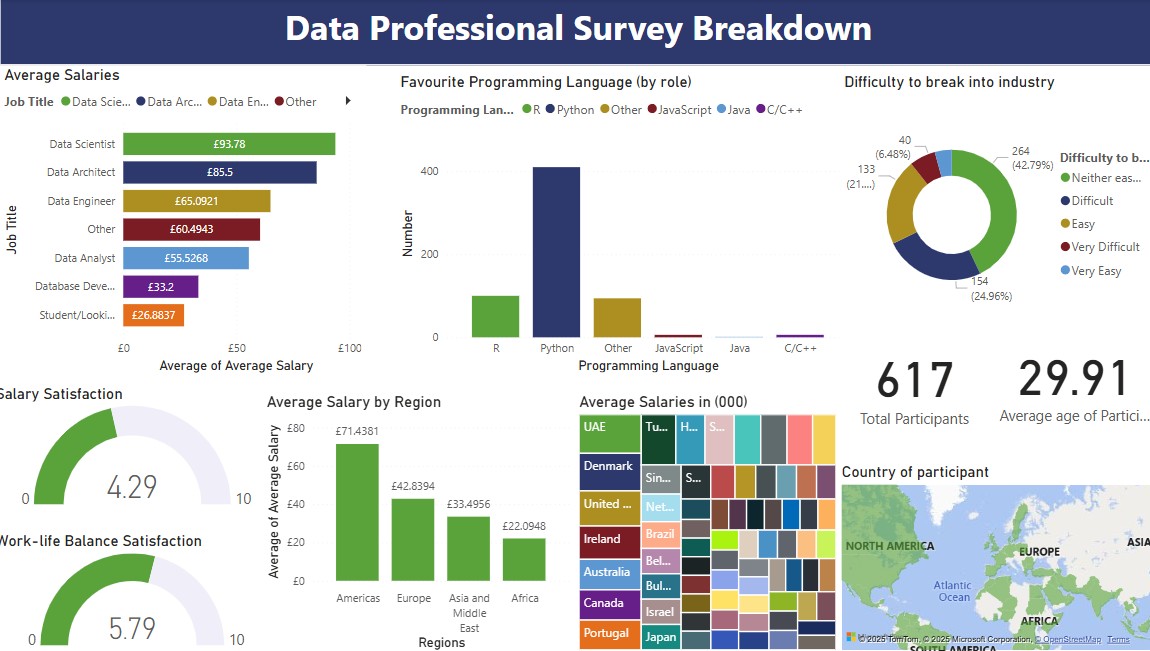 Data Professional Survey Breakdown
Average Salaries
Job Title Data Scie... Data Arc... Data En... Other
Data Scientist £93.78
Data Architect £85.5
Data Engineer £65.0921
Other £60.4943
Data Analyst £55.5268
Database Deve... £33.2
Student/Looki... £26.8837
Job Title
£0 £50 £100
Average of Average Salary
Favourite Programming Language (by role)
Programming Lan... R Python Other JavaScript Java C/C++
400
200
0
Number
R Python Other JavaScript Java C/C++
Programming Language
Difficulty to break into industry
40
(6.48%)
264
(42.79%)
133
(21....)
154
(24.96%)
Difficulty to b...
Neither eas...
Difficult
Easy
Very Difficult
Very Easy
617
Total Participants
29.91
Average age of Partici...
Salary Satisfaction
4.29
0 10
Work-life Balance Satisfaction
5.79
0 10
Average Salary by Region
£80
£60
£40
£20
£0
Average of Average Salary
£71.4381
£42.8394
£33.4956
£22.0948
Americas Europe Asia and Middle East Africa
Regions
Average Salaries in (000)
UAE
Denmark
United ...
Ireland
Australia
Canada
Portugal
Tu...
Sin...
Net...
Brazil
Bel...
Bul...
Israel
Japan
H...
S...
S...
Country of participant
NORTH AMERICA
EUROPE
ASIA
Atlantic
Ocean
AFRICA
SOUTH AMERICA
© 2025 TomTom, © 2025 Microsoft Corporation, © OpenStreetMap Terms